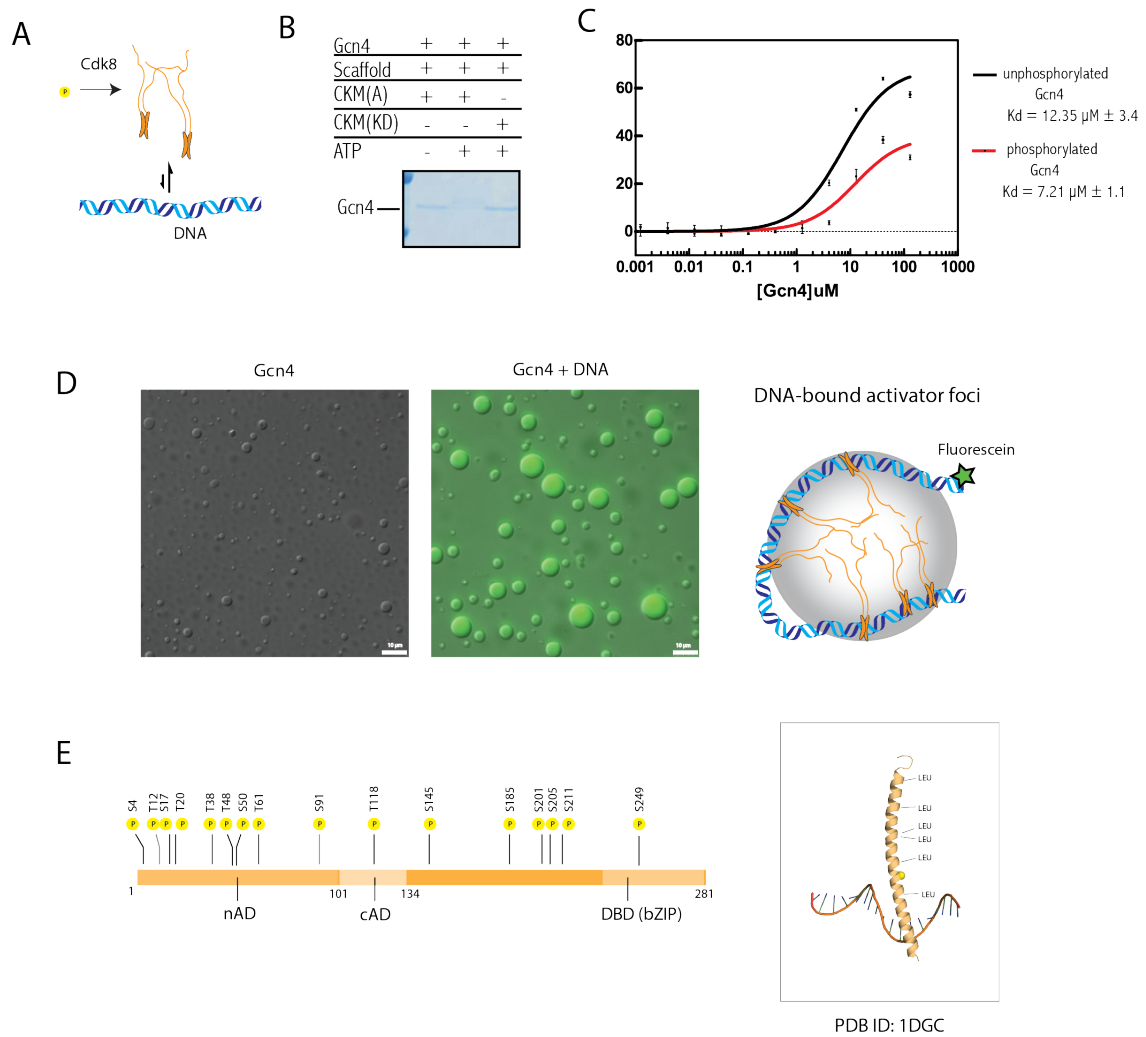 A
Cdk8
P
DNA
B
Gcn4 + + +
Scaffold + + +
CKM(A) + + -
CKM(KD) - - +
ATP - + +
Gcn4
C
80
60
40
20
0
0.001 0.01 0.1 1 10 100 1000
[Gcn4]uM
unphosphorylated
Gcn4
Kd = 12.35 µM ± 3.4
phosphorylated
Gcn4
Kd = 7.21 µM ± 1.1
D
Gcn4
10 µm
Gcn4 + DNA
10 µm
DNA-bound activator foci
Fluorescein
E
S4 T12 S17 T20 T38 T48 S50 T61 S91 T118 S145 S185 S201 S205 S211 S249
P P P P P P P P P P P P P P P P
1 101 134 281
nAD cAD DBD (bZIP)
LEU
LEU
LEU
LEU
LEU
LEU
PDB ID: 1DGC